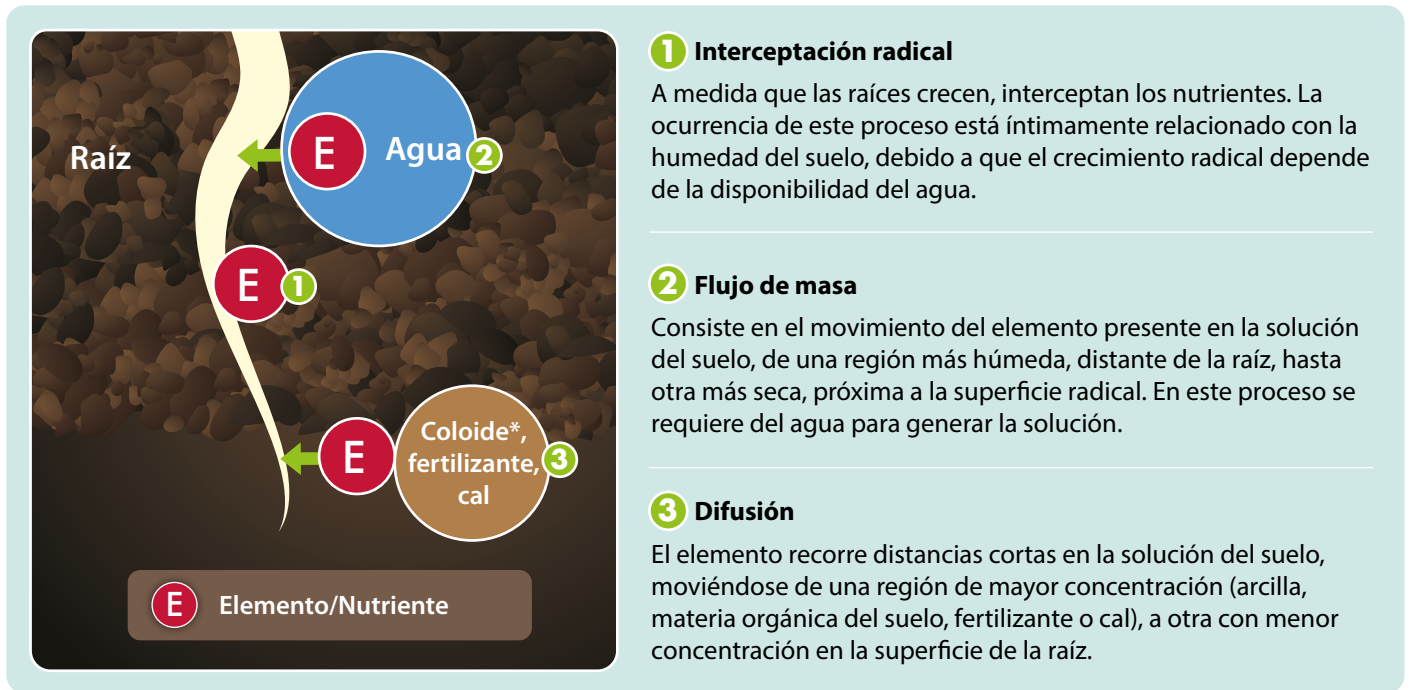 Raíz
E
Agua
2
E
1
E
Coloide*,
fertilizante,
cal
3
E
Elemento/Nutriente
1 Interceptación radical
A medida que las raíces crecen, interceptan los nutrientes. La
ocurrencia de este proceso está íntimamente relacionado con la
humedad del suelo, debido a que el crecimiento radical depende
de la disponibilidad del agua.
2 Flujo de masa
Consiste en el movimiento del elemento presente en la solución
del suelo, de una región más húmeda, distante de la raíz, hasta
otra más seca, próxima a la superficie radical. En este proceso se
requiere del agua para generar la solución.
3 Difusión
El elemento recorre distancias cortas en la solución del suelo,
moviéndose de una región de mayor concentración (arcilla,
materia orgánica del suelo, fertilizante o cal), a otra con menor
concentración en la superficie de la raíz.